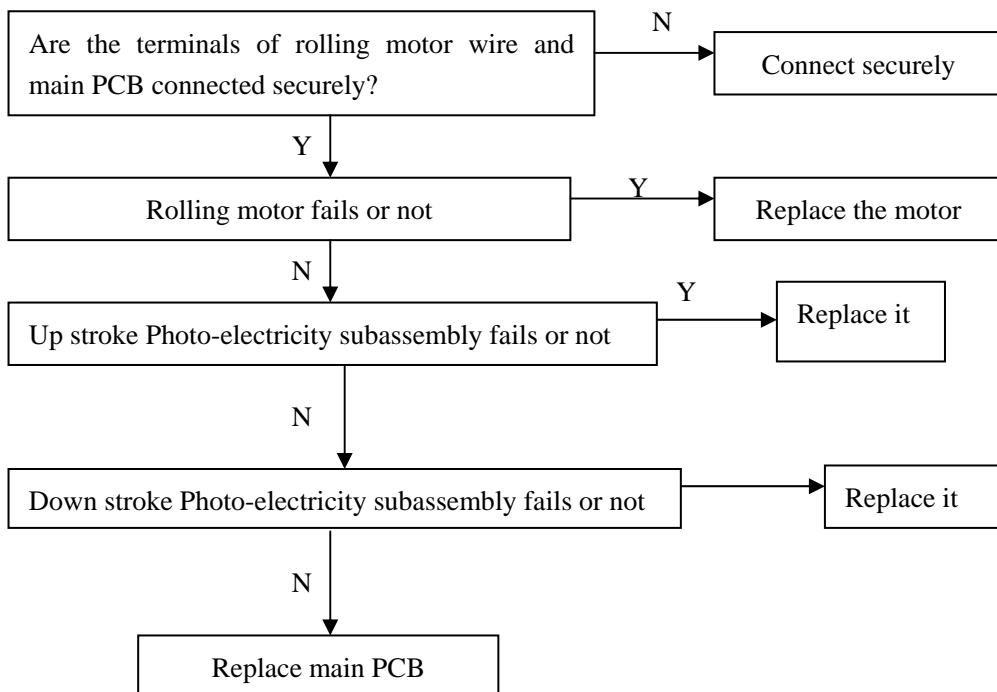 Are the terminals of rolling motor wire and
main PCB connected securely?
N
Connect securely
Y
Rolling motor fails or not
Y
Replace the motor
N
Up stroke Photo-electricity subassembly fails or not
Y
Replace it
N
Down stroke Photo-electricity subassembly fails or not
Replace it
N
Replace main PCB